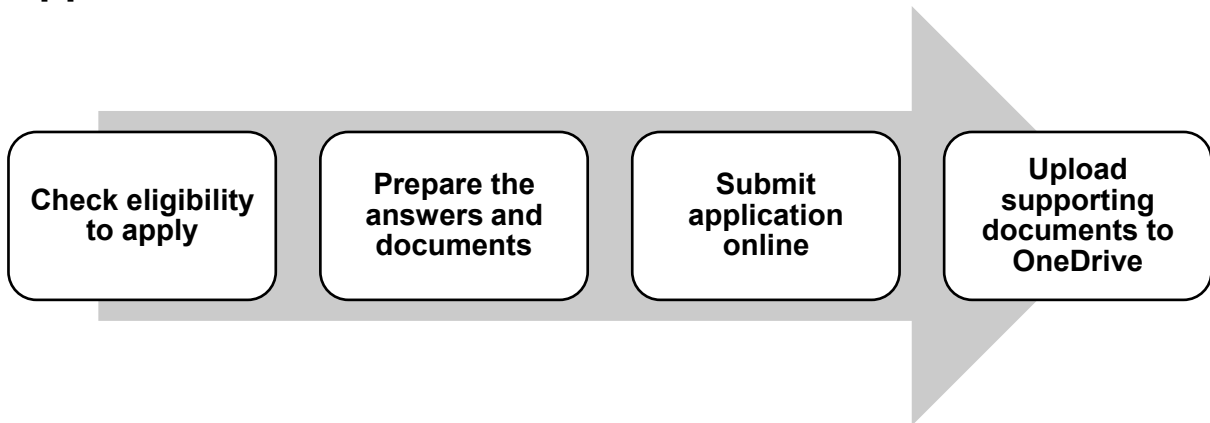 Check eligibility
to apply
Prepare the
answers and
documents
Submit
application
online
Upload
supporting
documents to
OneDrive